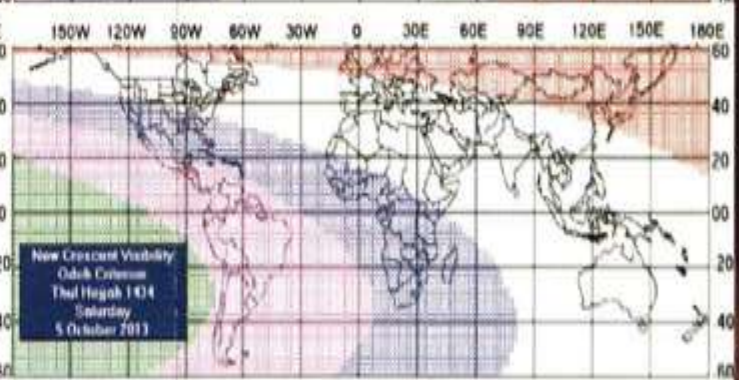 150W 120W 90W 60W 30W 0 30E 60E 90E 120E 150E 180E
60
40
20
00
20
40
60
New Crescent Visibility
Odeh Criterion
Thul Hegah 1434
Saturday
5 October 2013